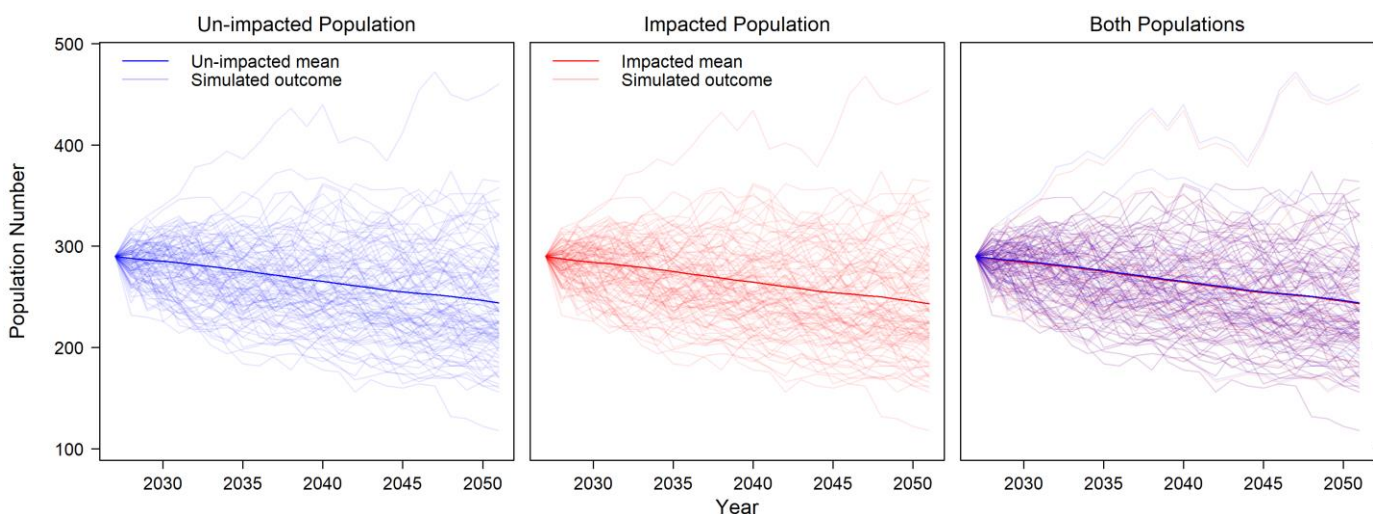 Un-impacted Population
Impacted Population
Both Populations
Un-impacted mean
Simulated outcome
Impacted mean
Simulated outcome
Population Number
500
400
300
200
100
2030 2035 2040 2045 2050
2030 2035 2040 2045 2050
2030 2035 2040 2045 2050
Year